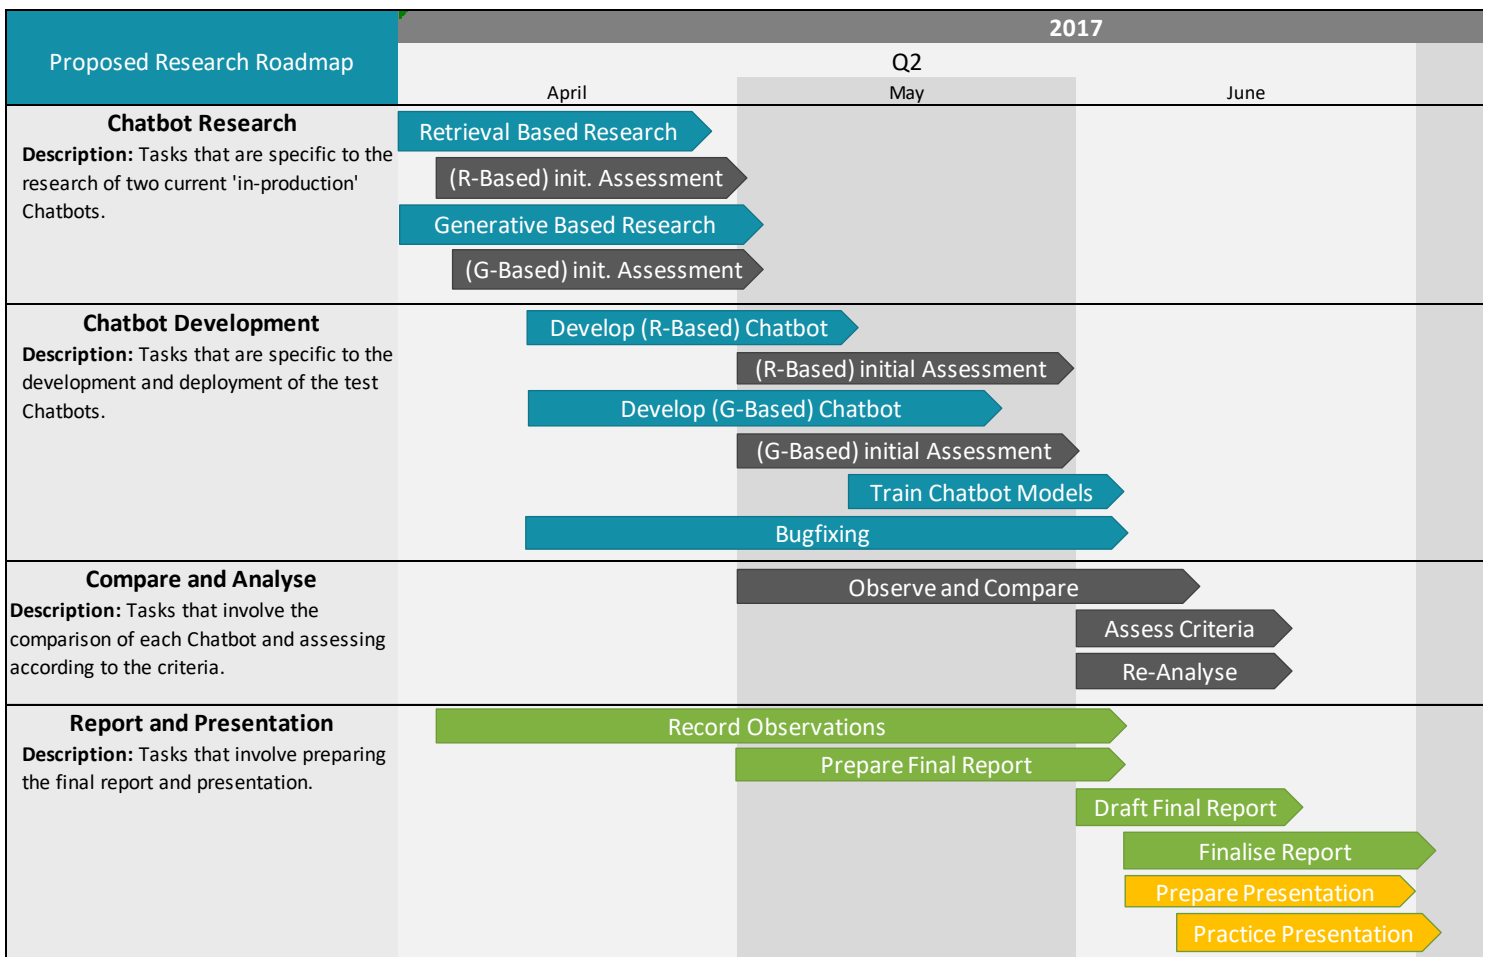 2017
Proposed Research Roadmap
Q2
April
May
June
Chatbot Research
Description: Tasks that are specific to the
research of two current 'in-production'
Chatbots.
Retrieval Based Research
(R-Based) init. Assessment
Generative Based Research
(G-Based) init. Assessment
Chatbot Development
Description: Tasks that are specific to the
development and deployment of the test
Chatbots.
Develop (R-Based) Chatbot
(R-Based) initial Assessment
Develop (G-Based) Chatbot
(G-Based) initial Assessment
Train Chatbot Models
Bugfixing
Compare and Analyse
Description: Tasks that involve the
comparison of each Chatbot and assessing
according to the criteria.
Observe and Compare
Assess Criteria
Re-Analyse
Report and Presentation
Description: Tasks that involve preparing
the final report and presentation.
Record Observations
Prepare Final Report
Draft Final Report
Finalise Report
Prepare Presentation
Practice Presentation